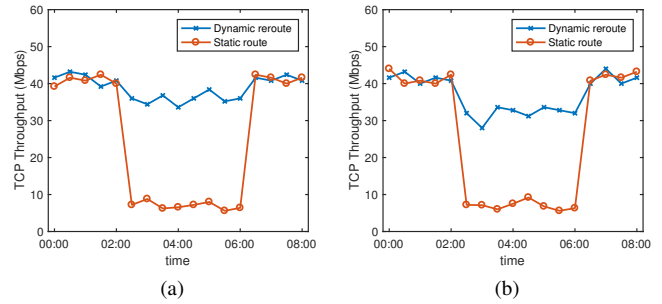 60
50
40
30
20
10
0
TCP Throughput (Mbps)
Dynamic reroute
Static route
00:00 02:00 04:00 06:00 08:00
time
(a)
60
50
40
30
20
10
0
TCP Throughput (Mbps)
Dynamic reroute
Static route
00:00 02:00 04:00 06:00 08:00
time
(b)